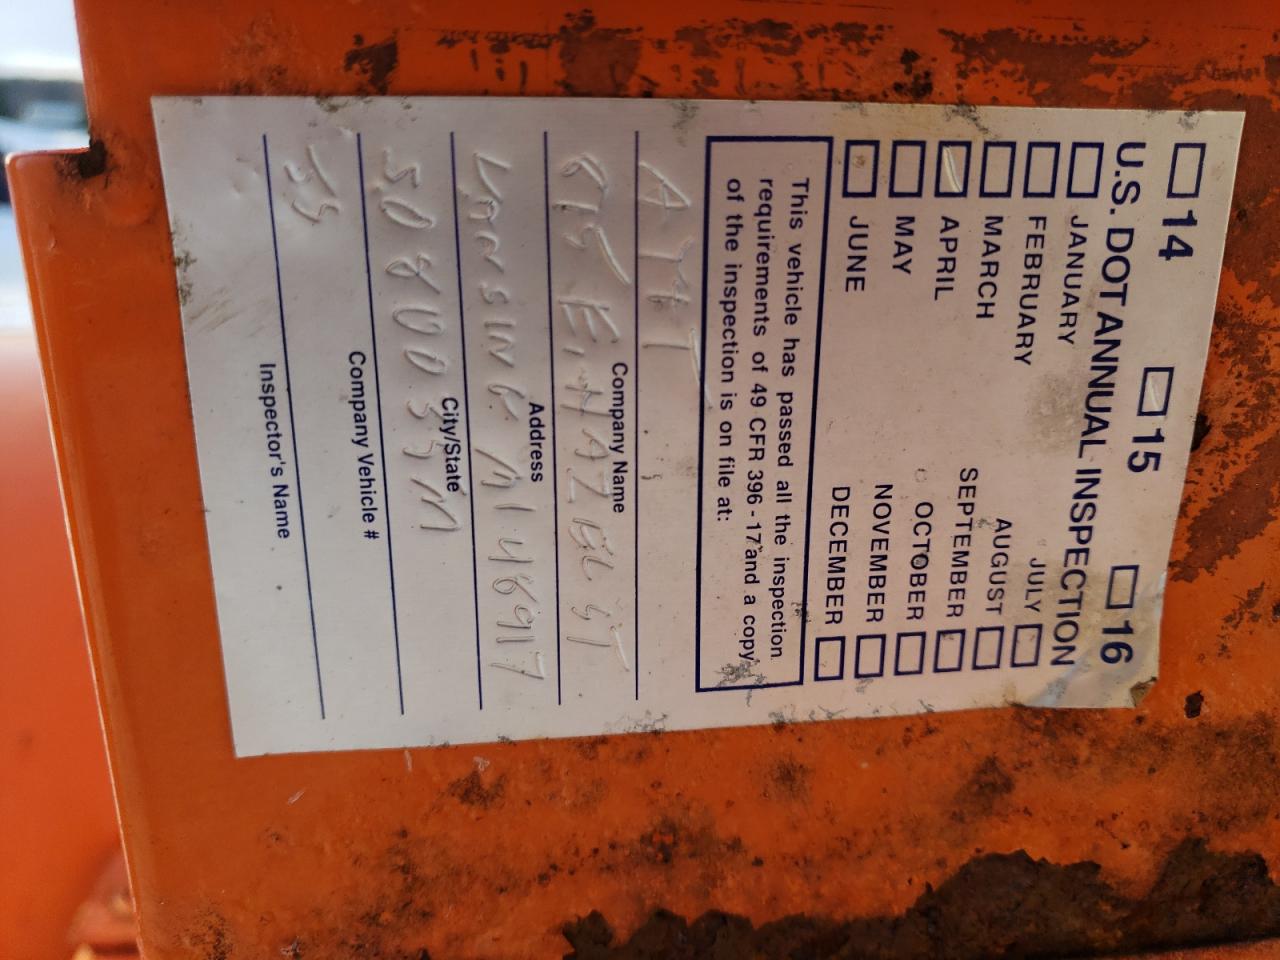 14 15 16
U.S. DOT ANNUAL INSPECTION
JANUARY JULY
FEBRUARY AUGUST
MARCH SEPTEMBER
APRIL OCTOBER
MAY NOVEMBER
JUNE DECEMBER
This vehicle has passed all the inspection
requirements of 49 CFR 396 - 17 and a copy
of the inspection is on file at:
Company Name
E. HAZEL ST
Address
LANSING MI
City/State
Company Vehicle #
Inspector's Name